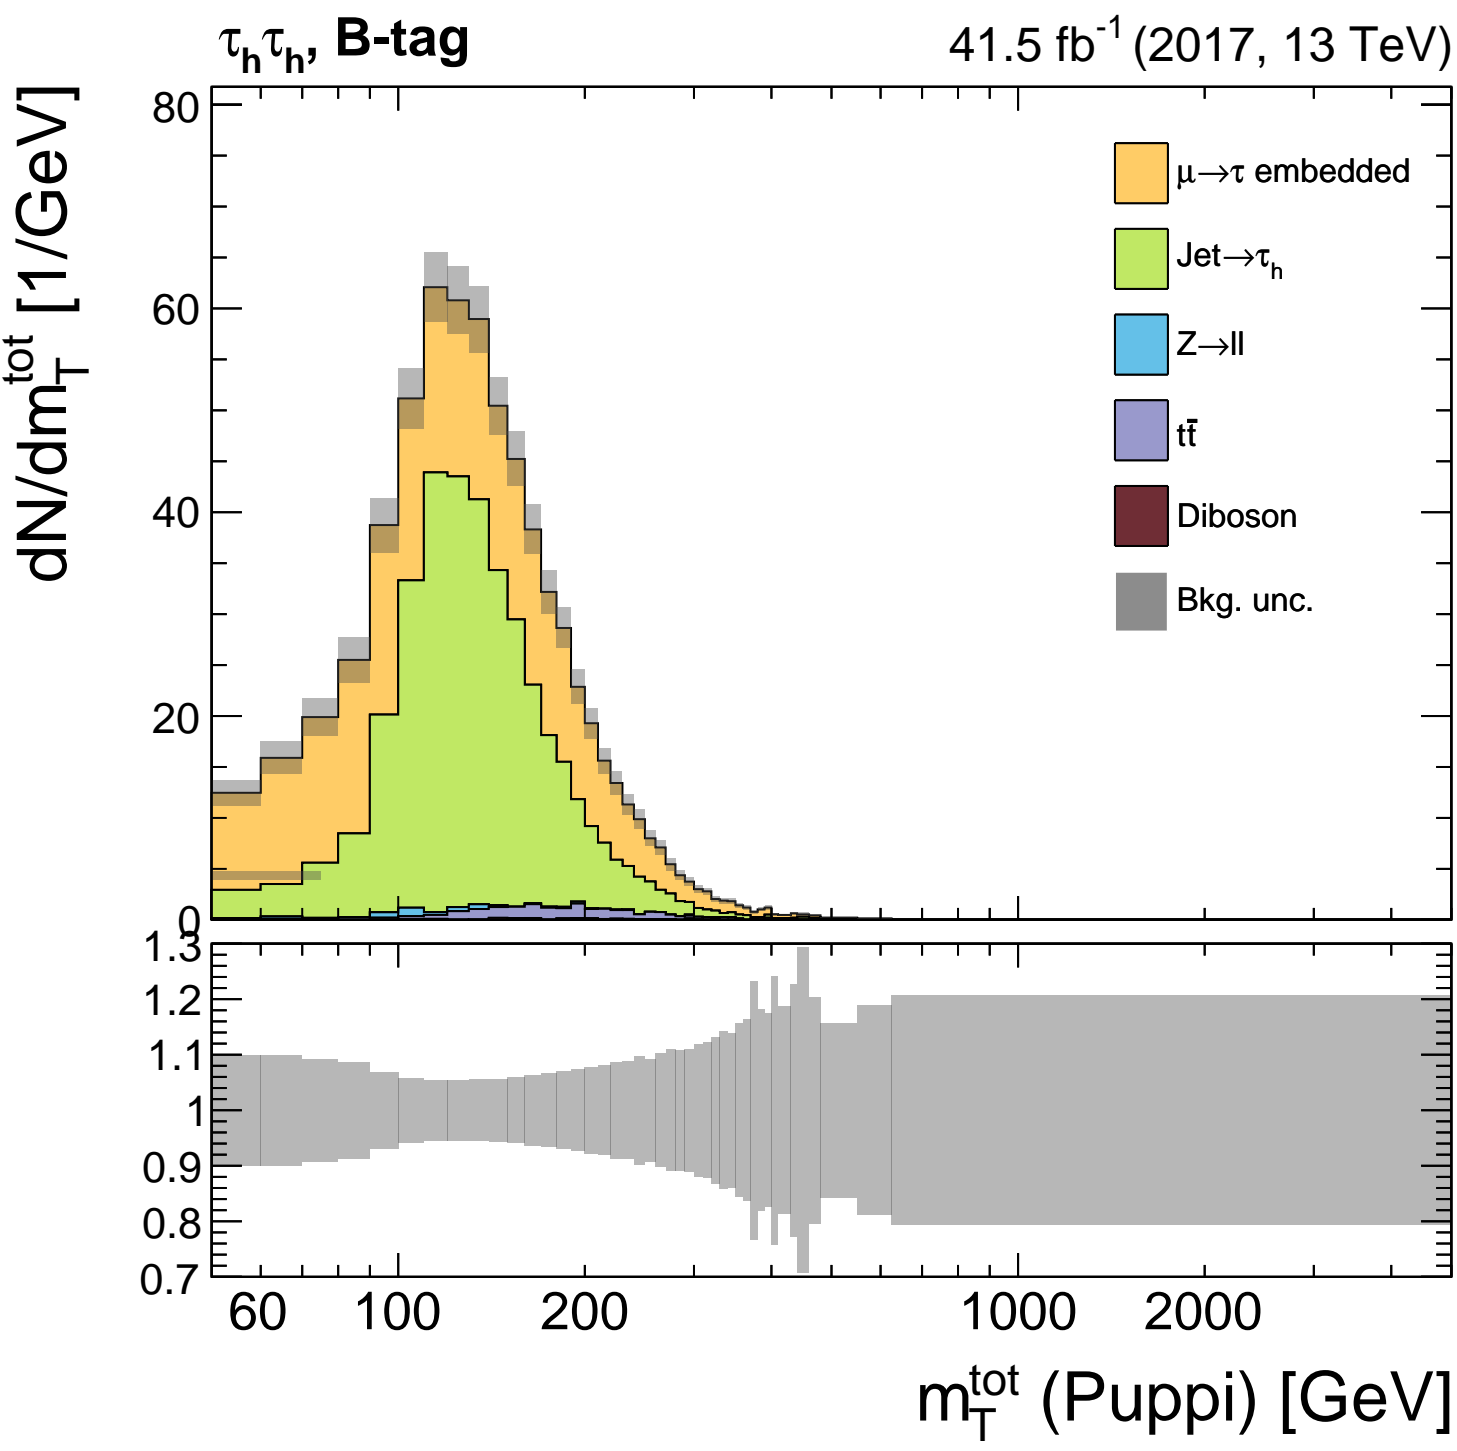 τhτh, B-tag
41.5 fb-1 (2017, 13 TeV)
dN/dmTtot [1/GeV]
80
60
40
20
0
μ→τ embedded
Jet→τh
Z→ll
tt̄
Diboson
Bkg. unc.
1.3
1.2
1.1
1
0.9
0.8
0.7
60 100 200 1000 2000
mTtot (Puppi) [GeV]